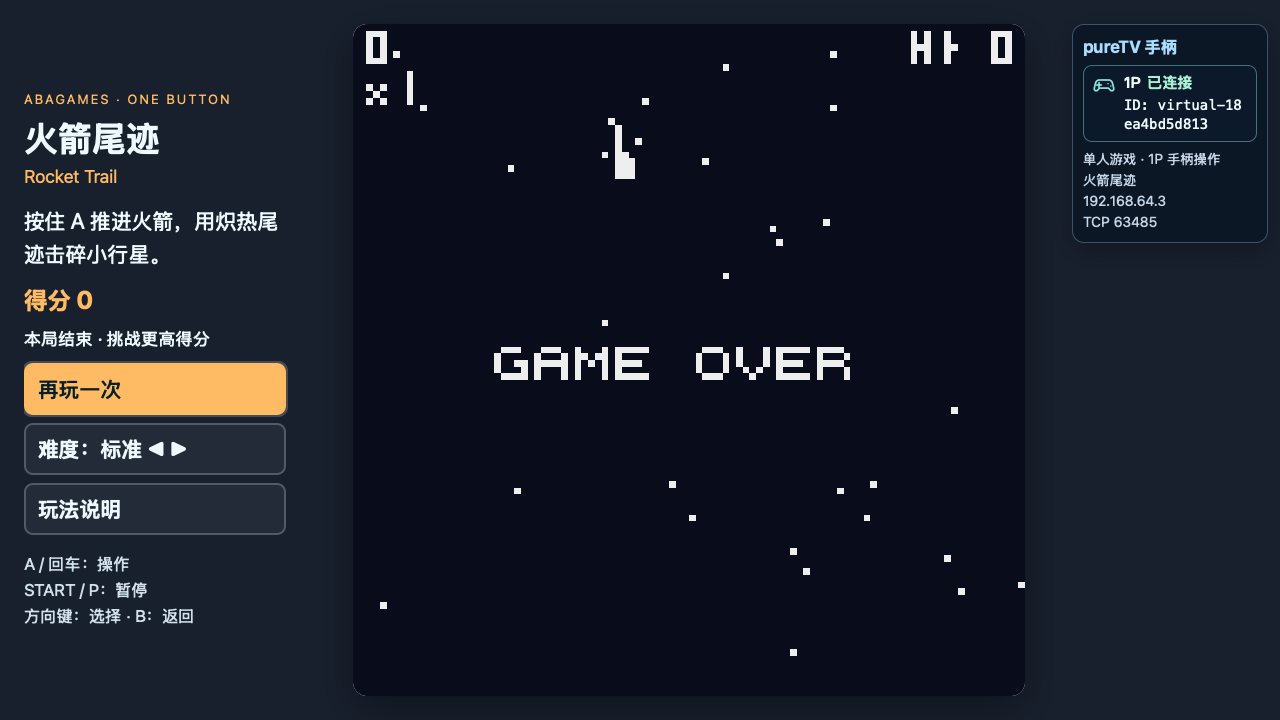 ABAGAMES · ONE BUTTON
火箭尾迹
Rocket Trail
按住 A 推进火箭，用炽热尾
迹击碎小行星。
得分 0
本局结束 · 挑战更高得分
再玩一次
难度：标准 ◀ ▶
玩法说明
A / 回车：操作
START / P：暂停
方向键：选择 · B：返回
0
HI 0
x1
GAME OVER
pureTV 手柄
1P 已连接
ID: virtual-18
ea4bd5d813
单人游戏 · 1P 手柄操作
火箭尾迹
192.168.64.3
TCP 63485